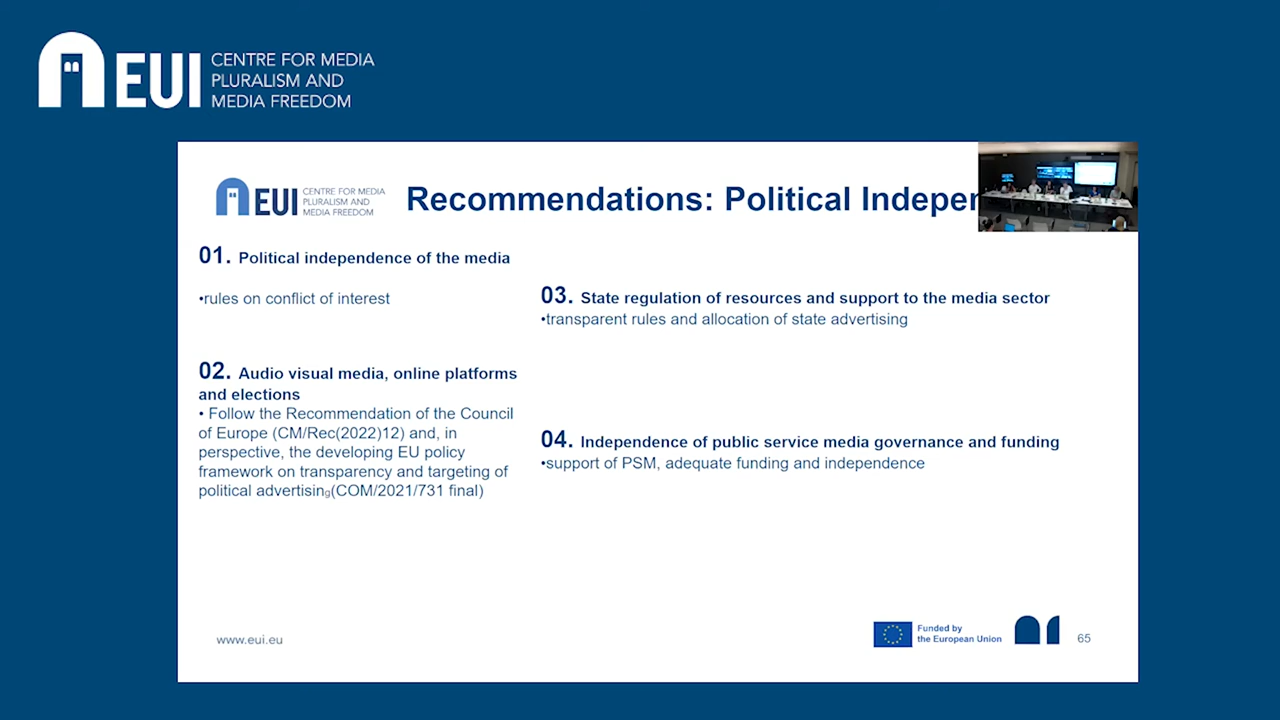 EUI
CENTRE FOR MEDIA
PLURALISM AND
MEDIA FREEDOM
EUI
CENTRE FOR MEDIA
PLURALISM AND
MEDIA FREEDOM
Recommendations: Political Indepen
01. Political independence of the media
•rules on conflict of interest
02. Audio visual media, online platforms
and elections
• Follow the Recommendation of the Council
of Europe (CM/Rec(2022)12) and, in
perspective, the developing EU policy
framework on transparency and targeting of
political advertising(COM/2021/731 final)
03. State regulation of resources and support to the media sector
•transparent rules and allocation of state advertising
04. Independence of public service media governance and funding
•support of PSM, adequate funding and independence
www.eui.eu
Funded by
the European Union
65